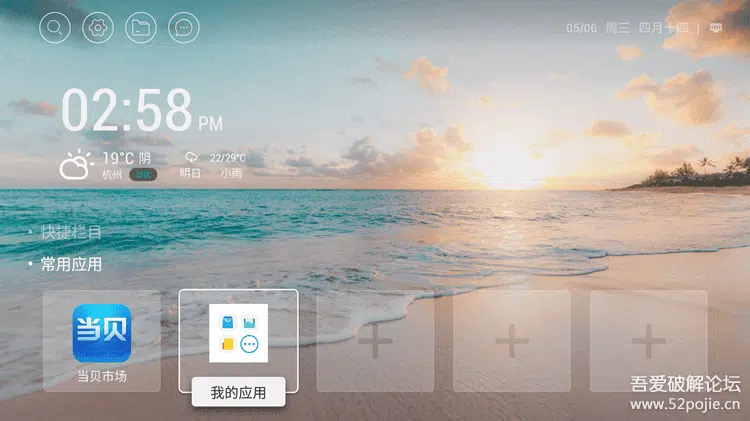 05/06 周三 四月十四
02:58 PM
19°C 阴
22/29°C
杭州
明日 小雨
快捷栏目
常用应用
当贝
当贝市场
我的应用
吾爱破解论坛
www.52pojie.cn